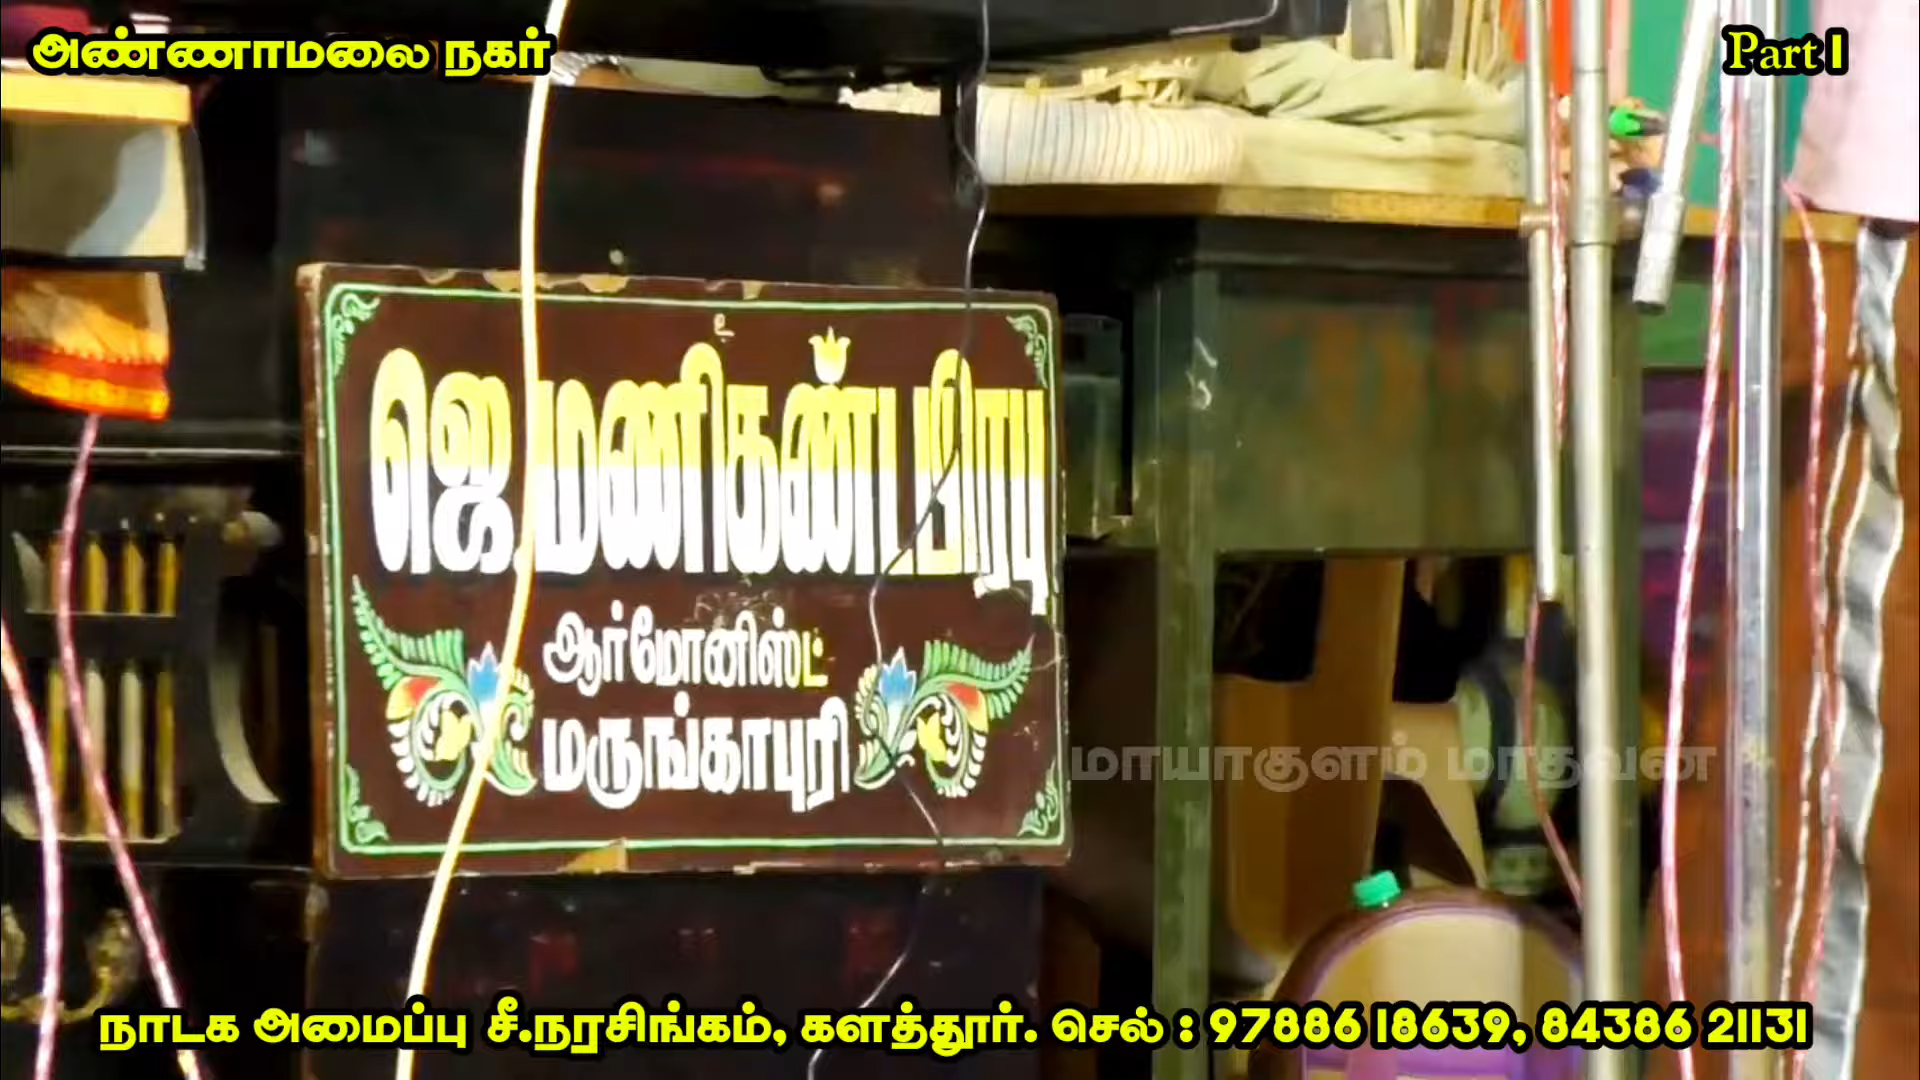 அண்ணாமலை நகர்
Part 1
உ
ஜெ.மணிகண்டபிரபு
ஆர்மோனிஸ்ட்
மருங்காபுரி
மாயாகுளம் மாதவன்
நாடக அமைப்பு சீ.நரசிங்கம், களத்தூர். செல் : 97886 18639, 84386 21131